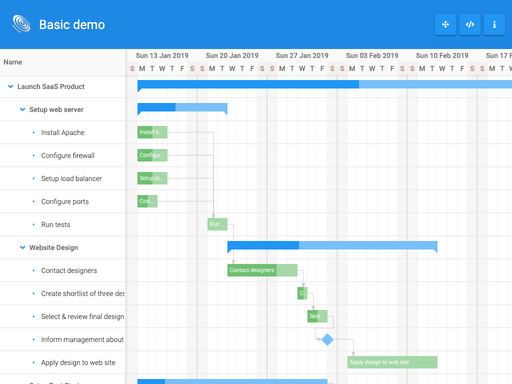 Basic demo
Name
Sun 13 Jan 2019 Sun 20 Jan 2019 Sun 27 Jan 2019 Sun 03 Feb 2019 Sun 10 Feb 2019 Sun 17 F
S M T W T F S S M T W T F S S M T W T F S S M T W T F S S M T W T F S S M
Launch SaaS Product
Setup web server
Install Apache Install A...
Configure firewall Configur...
Setup load balancer Setup lo...
Configure ports Con...
Run tests Run...
Website Design
Contact designers Contact designers
Create shortlist of three des C...
Select & review final design Sele...
Inform management about
Apply design to web site Apply design to web site